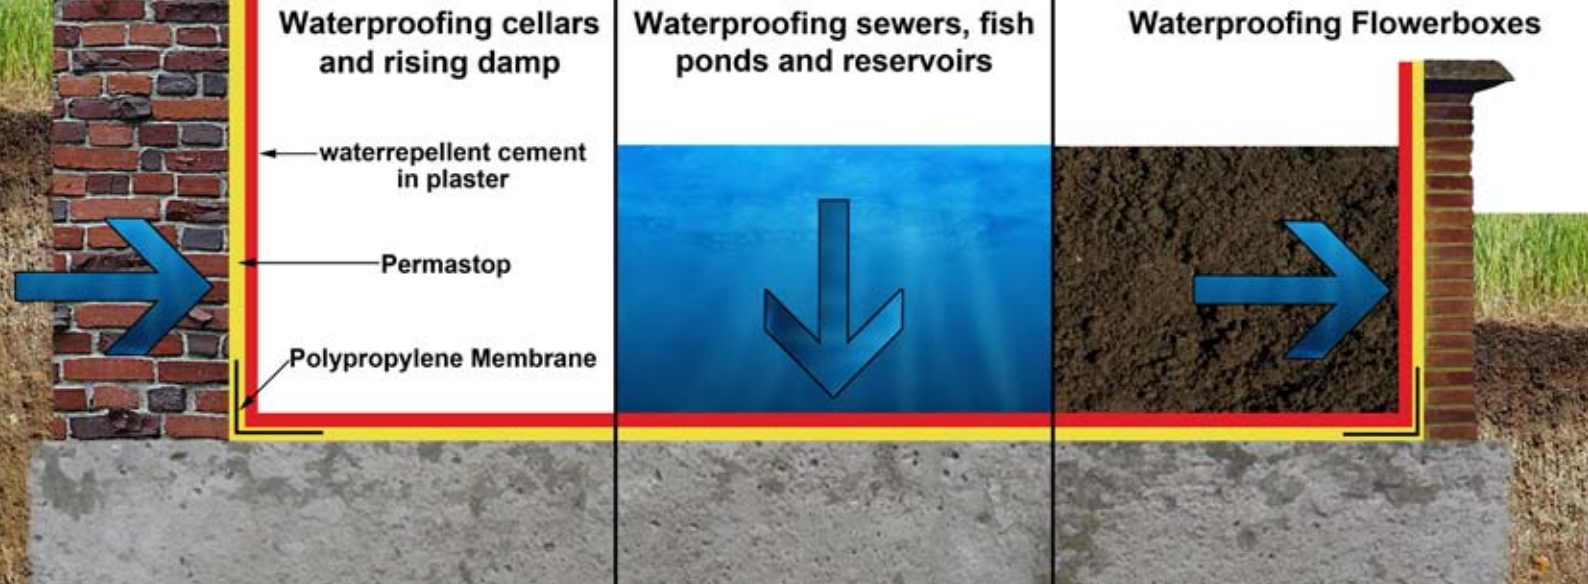 Waterproofing cellars
and rising damp
waterrepellent cement
in plaster
Permastop
Polypropylene Membrane
Waterproofing sewers, fish
ponds and reservoirs
Waterproofing Flowerboxes